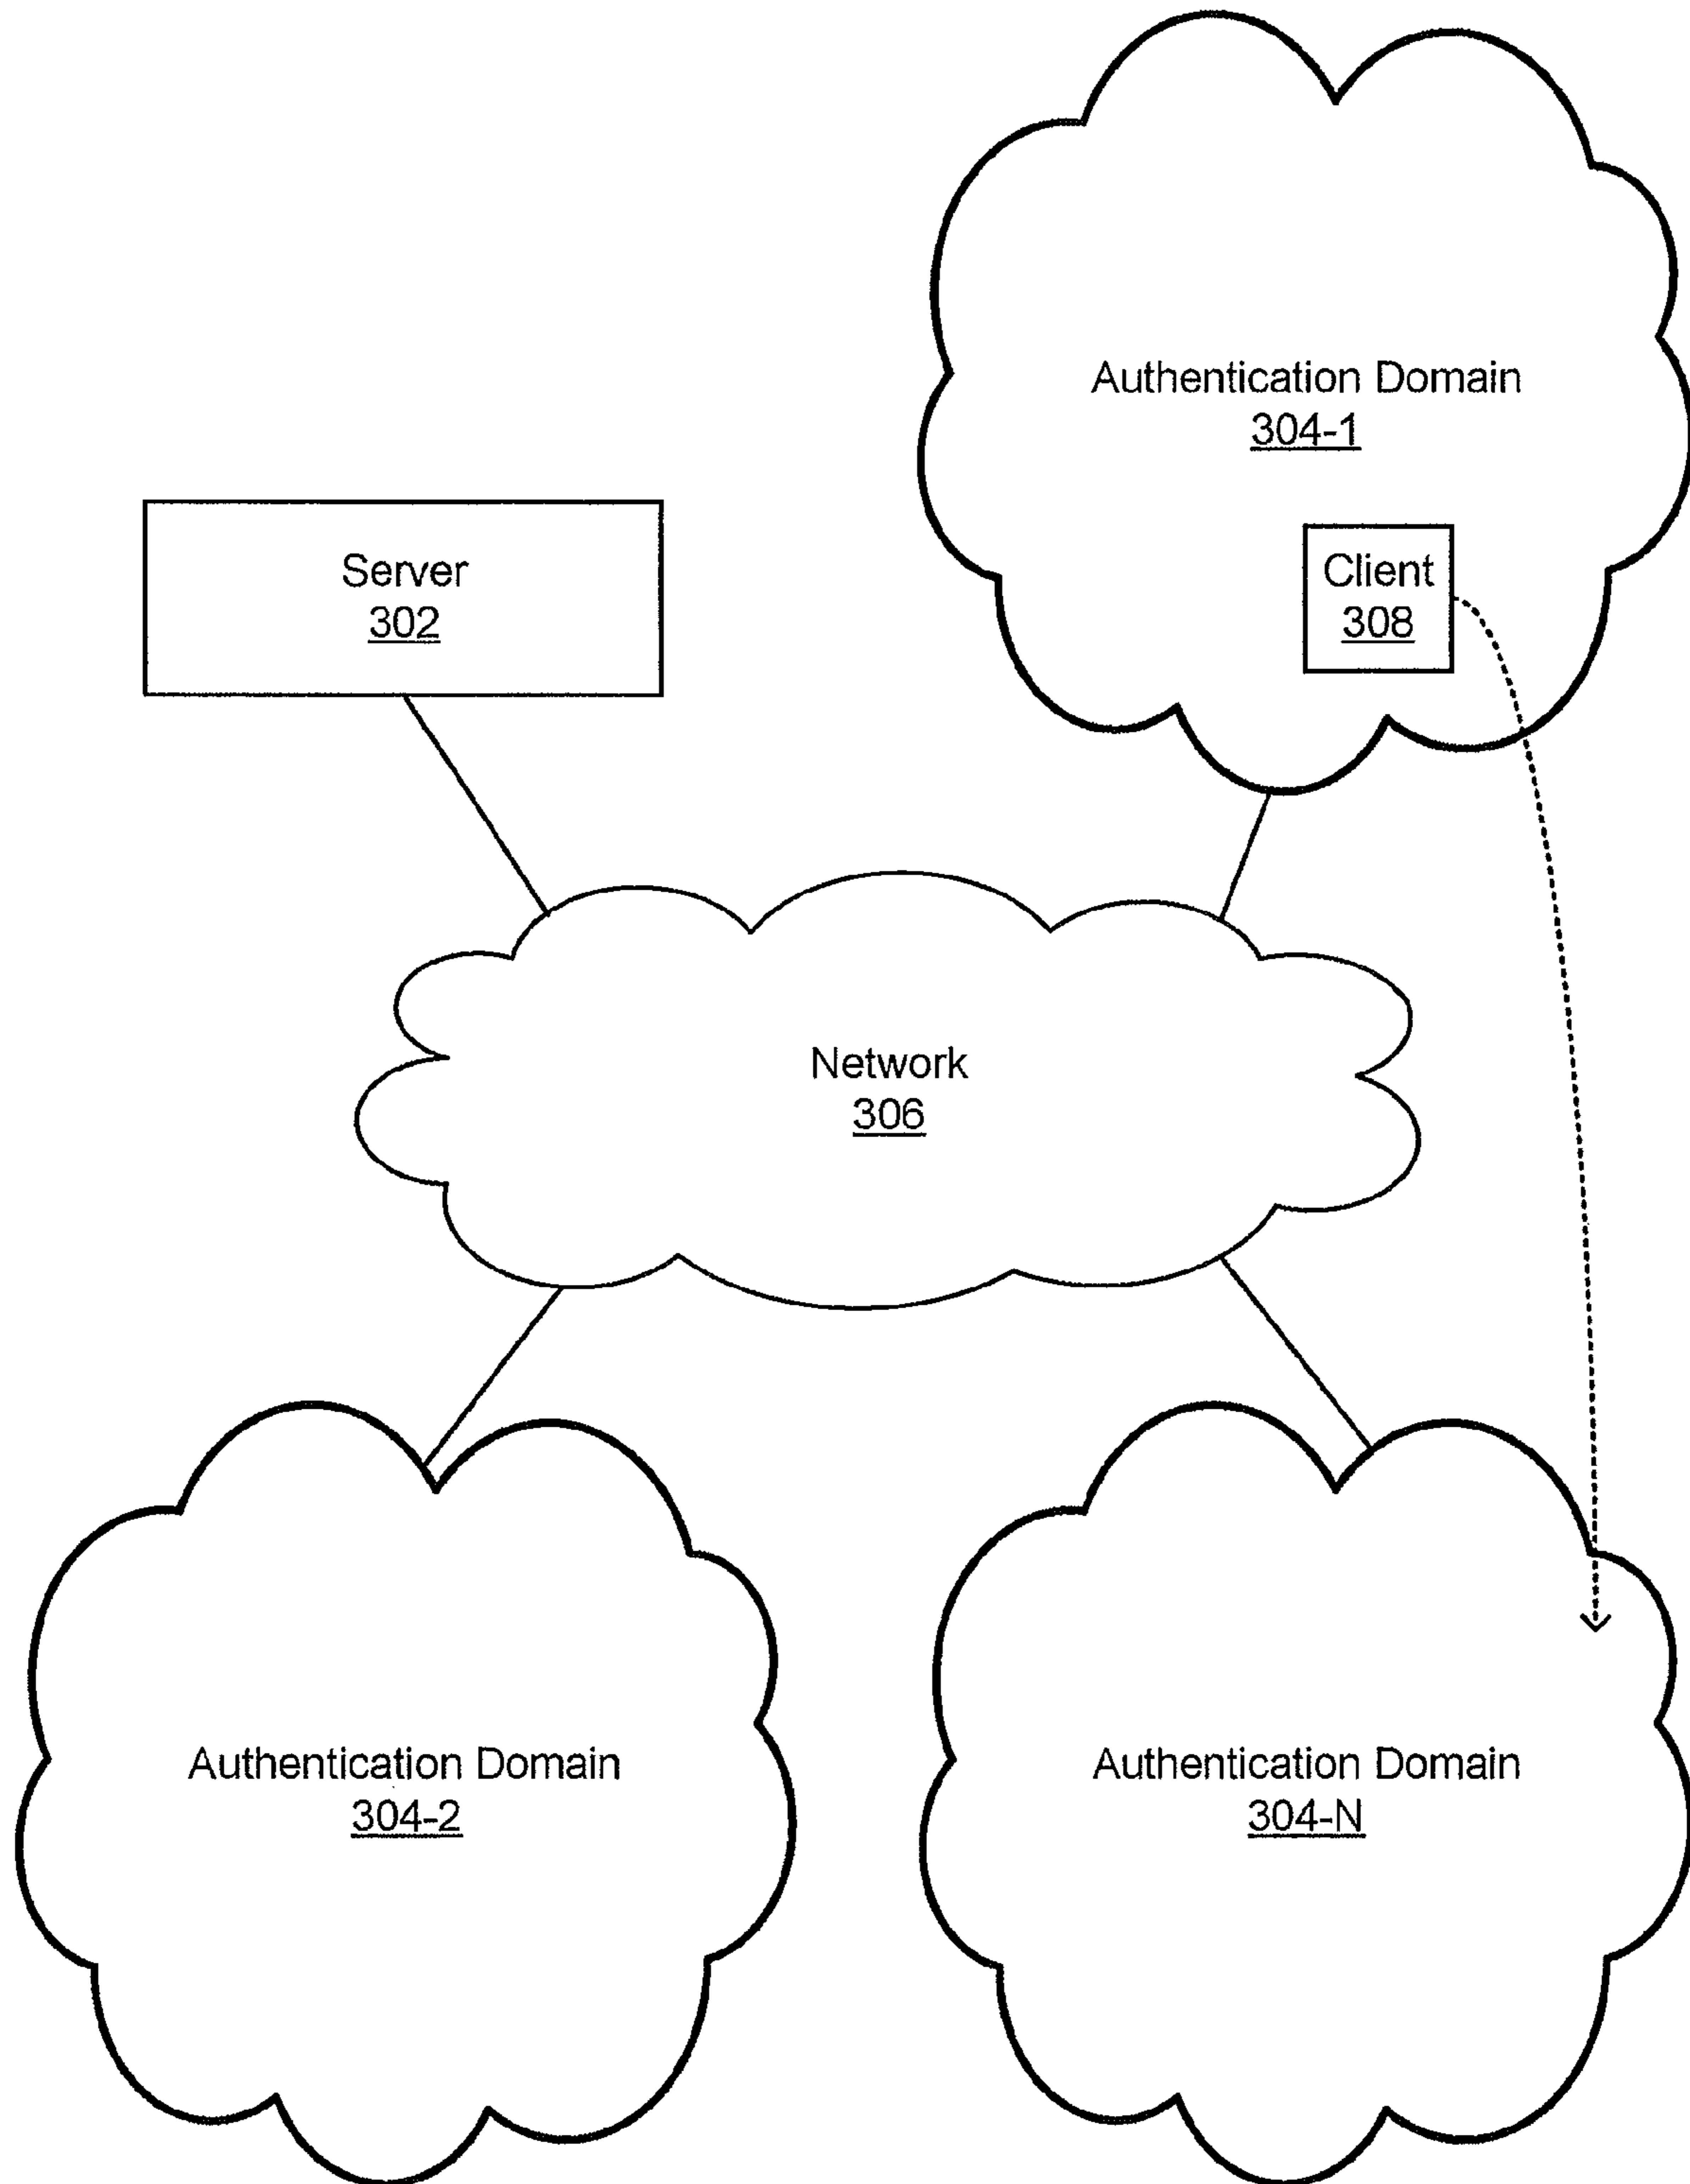 Authentication Domain
304-1
Server
302
Client
308
Network
306
Authentication Domain
304-2
Authentication Domain
304-N